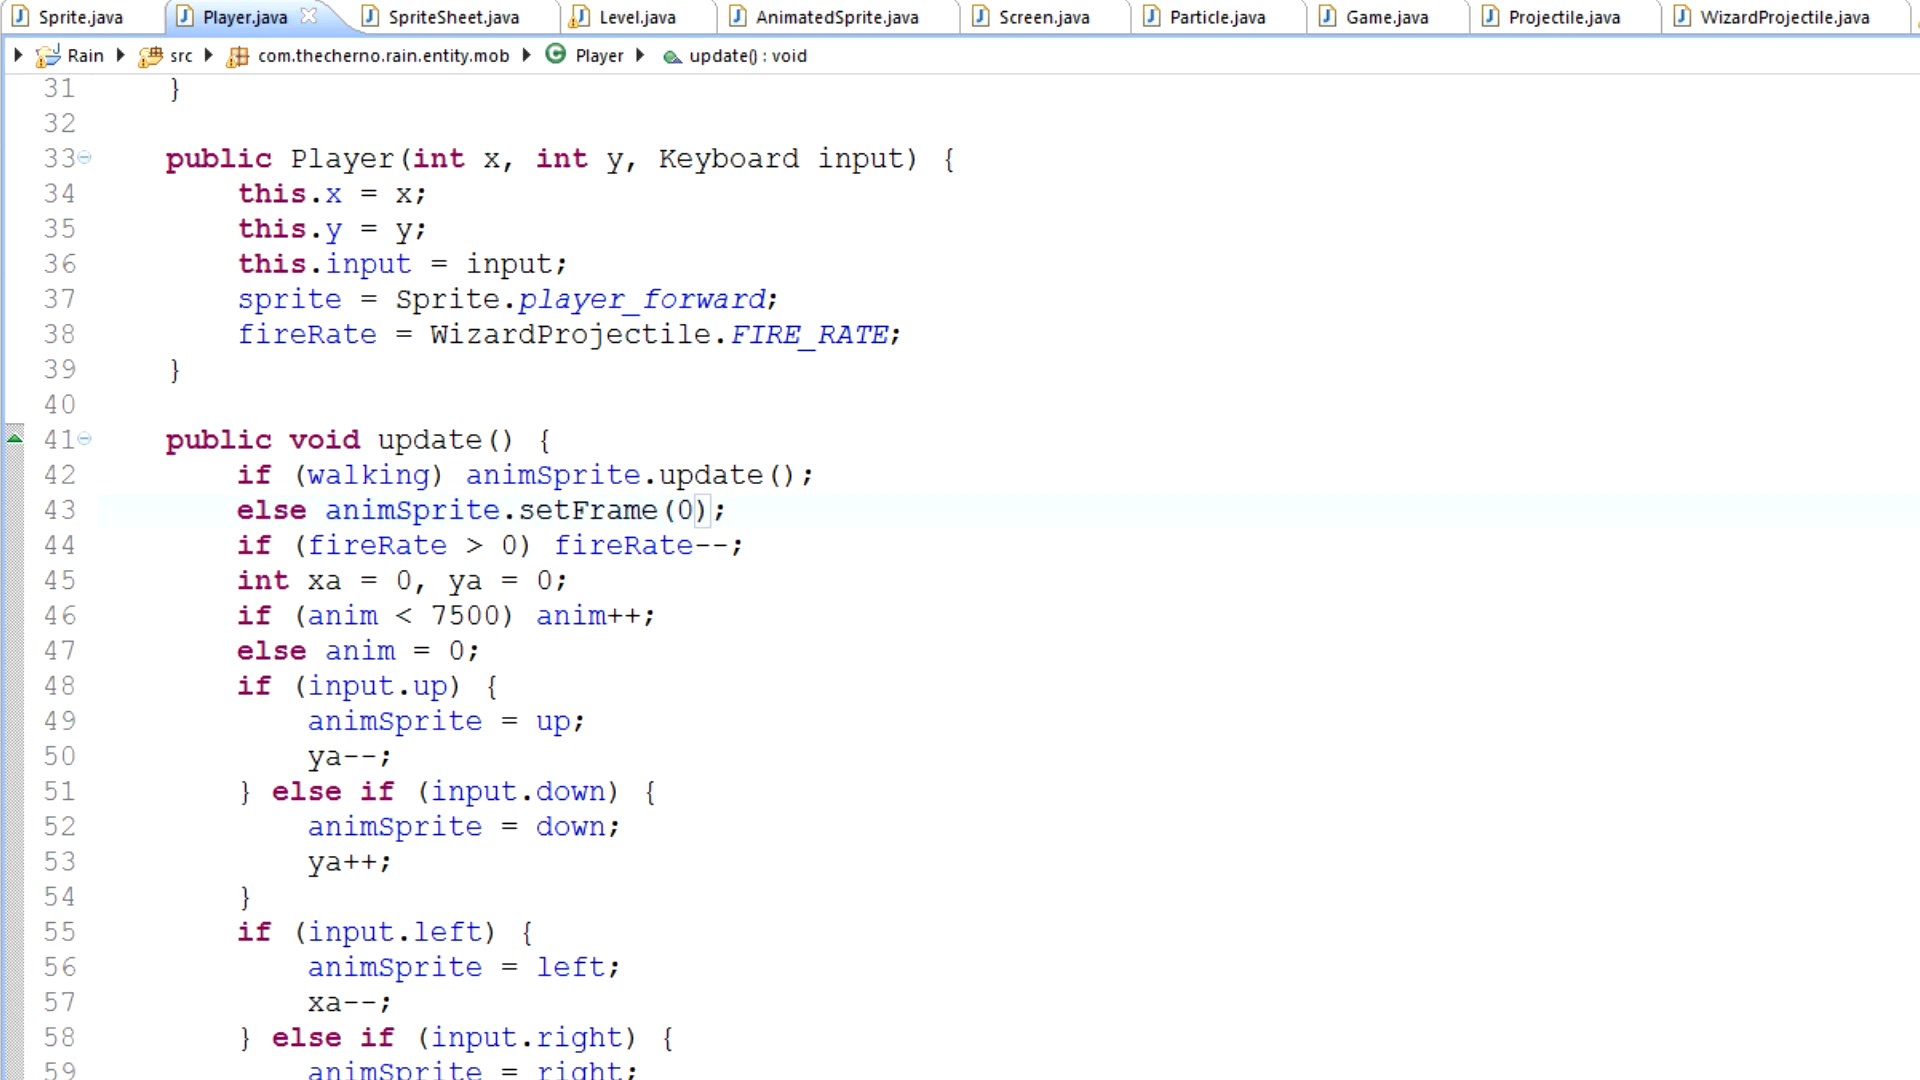 Sprite.java Player.java SpriteSheet.java Level.java AnimatedSprite.java Screen.java Particle.java Game.java Projectile.java WizardProjectile.java
Rain src com.thecherno.rain.entity.mob Player update() : void
31 }
32
33 public Player(int x, int y, Keyboard input) {
34 this.x = x;
35 this.y = y;
36 this.input = input;
37 sprite = Sprite.player_forward;
38 fireRate = WizardProjectile.FIRE_RATE;
39 }
40
41 public void update() {
42 if (walking) animSprite.update();
43 else animSprite.setFrame(0);
44 if (fireRate > 0) fireRate--;
45 int xa = 0, ya = 0;
46 if (anim < 7500) anim++;
47 else anim = 0;
48 if (input.up) {
49 animSprite = up;
50 ya--;
51 } else if (input.down) {
52 animSprite = down;
53 ya++;
54 }
55 if (input.left) {
56 animSprite = left;
57 xa--;
58 } else if (input.right) {
59 animSprite = right;